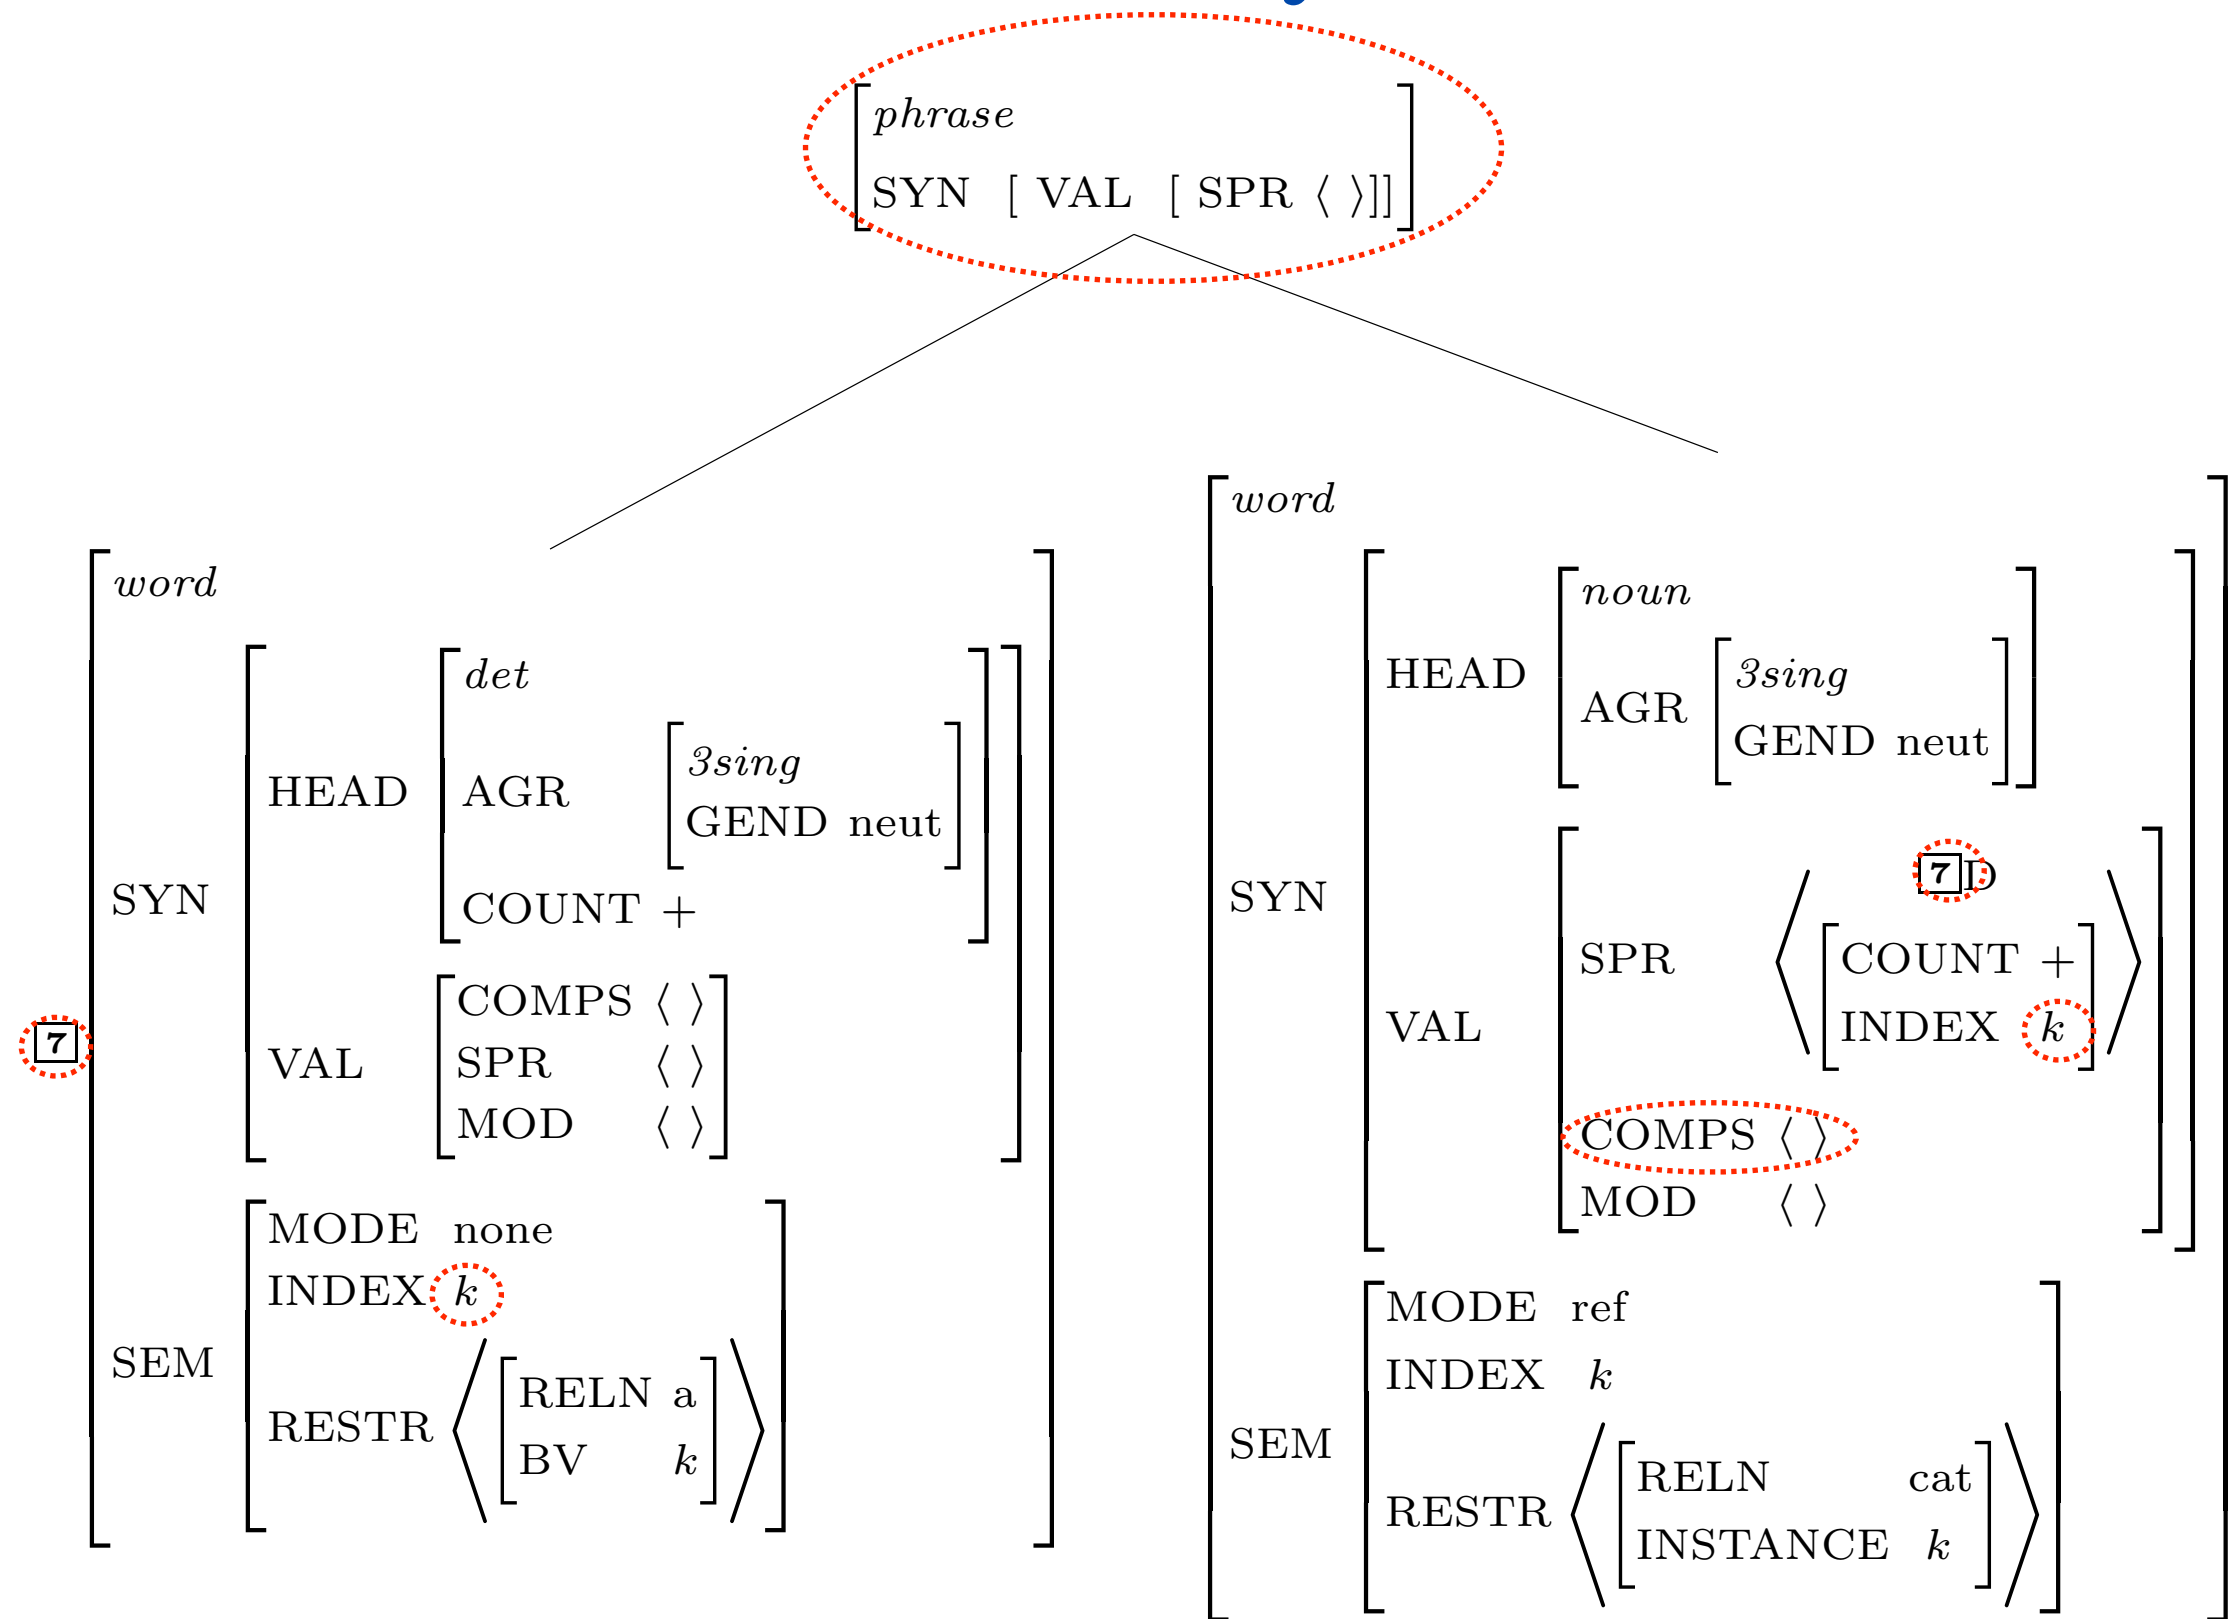 phrase
SYN [ VAL [ SPR ⟨ ⟩]]
word
det
HEAD AGR 3sing
GEND neut
COUNT +
SYN
COMPS ⟨ ⟩
VAL SPR ⟨ ⟩
MOD ⟨ ⟩
7
MODE none
INDEX k
SEM
RESTR ⟨ RELN a
BV k ⟩
word
noun
HEAD AGR 3sing
GEND neut
SYN
7 D
SPR ⟨ COUNT +
VAL INDEX k ⟩
COMPS ⟨ ⟩
MOD ⟨ ⟩
MODE ref
INDEX k
SEM
RESTR ⟨ RELN cat
INSTANCE k ⟩